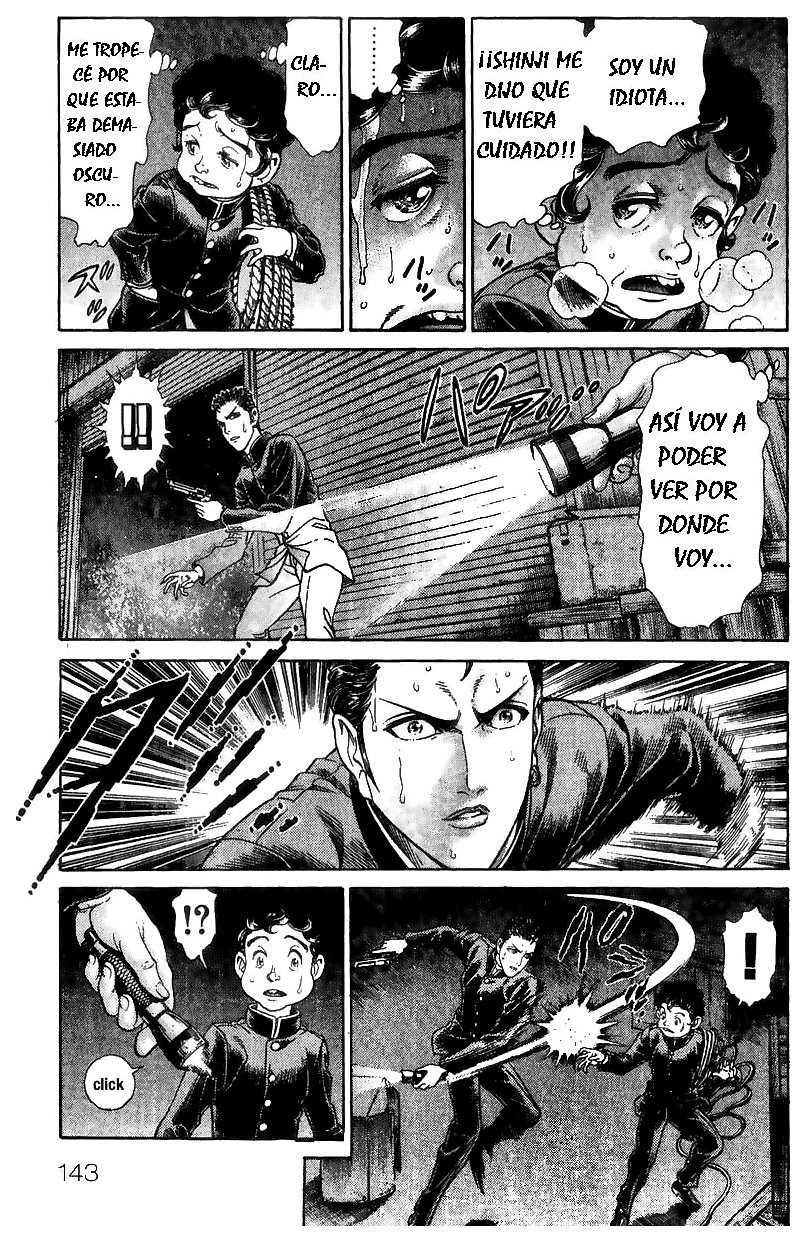 ME TROPE-
CÉ POR
QUE ESTA-
BA DEMA-
SIADO
OSCU-
RO...
CLA-
RO...
........
¡¡SHINJI ME
DIJO QUE
TUVIERA
CUIDADO!!
SOY UN
IDIOTA...
!!
ASÍ VOY A
PODER
VER POR
DONDE
VOY...
!?
click
!
143